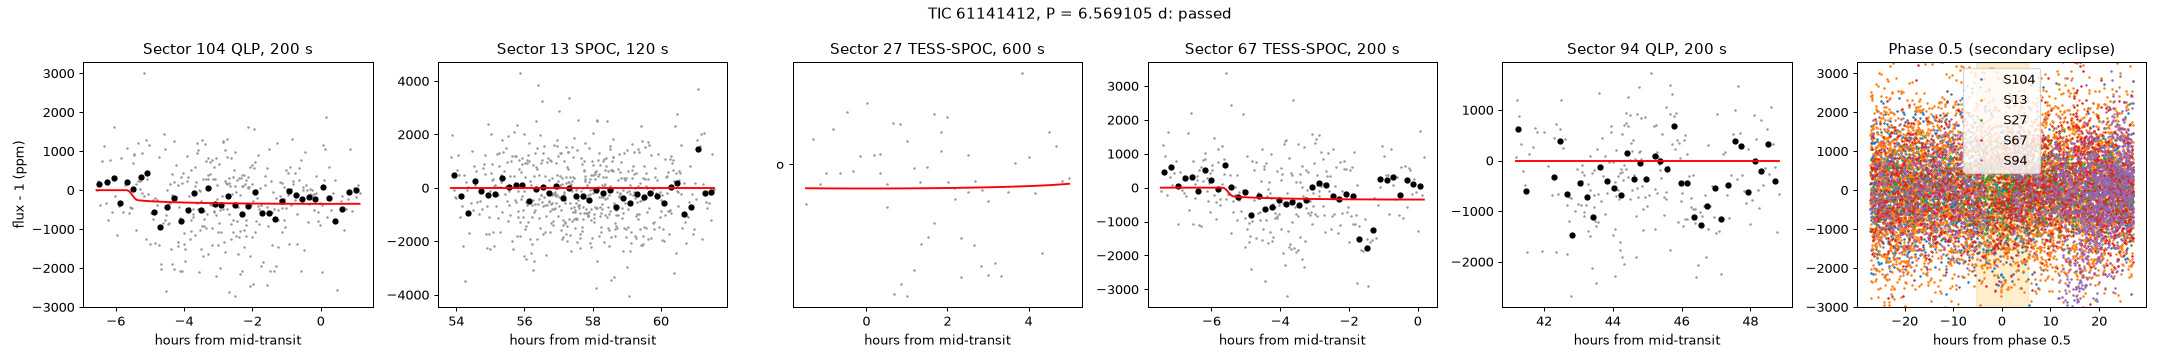 TIC 61141412, P = 6.569105 d: passed
Sector 104 QLP, 200 s
Sector 13 SPOC, 120 s
Sector 27 TESS-SPOC, 600 s
Sector 67 TESS-SPOC, 200 s
Sector 94 QLP, 200 s
Phase 0.5 (secondary eclipse)
flux - 1 (ppm)
3000
2000
1000
0
−1000
−2000
−3000
−6
−4
−2
0
hours from mid-transit
4000
2000
0
−2000
−4000
54
56
58
60
hours from mid-transit
0
0
2
4
hours from mid-transit
3000
2000
1000
0
−1000
−2000
−3000
−6
−4
−2
0
hours from mid-transit
1000
0
−1000
−2000
42
44
46
48
hours from mid-transit
3000
2000
1000
0
−1000
−2000
−3000
S104
S13
S27
S67
S94
−20
−10
0
10
20
hours from phase 0.5